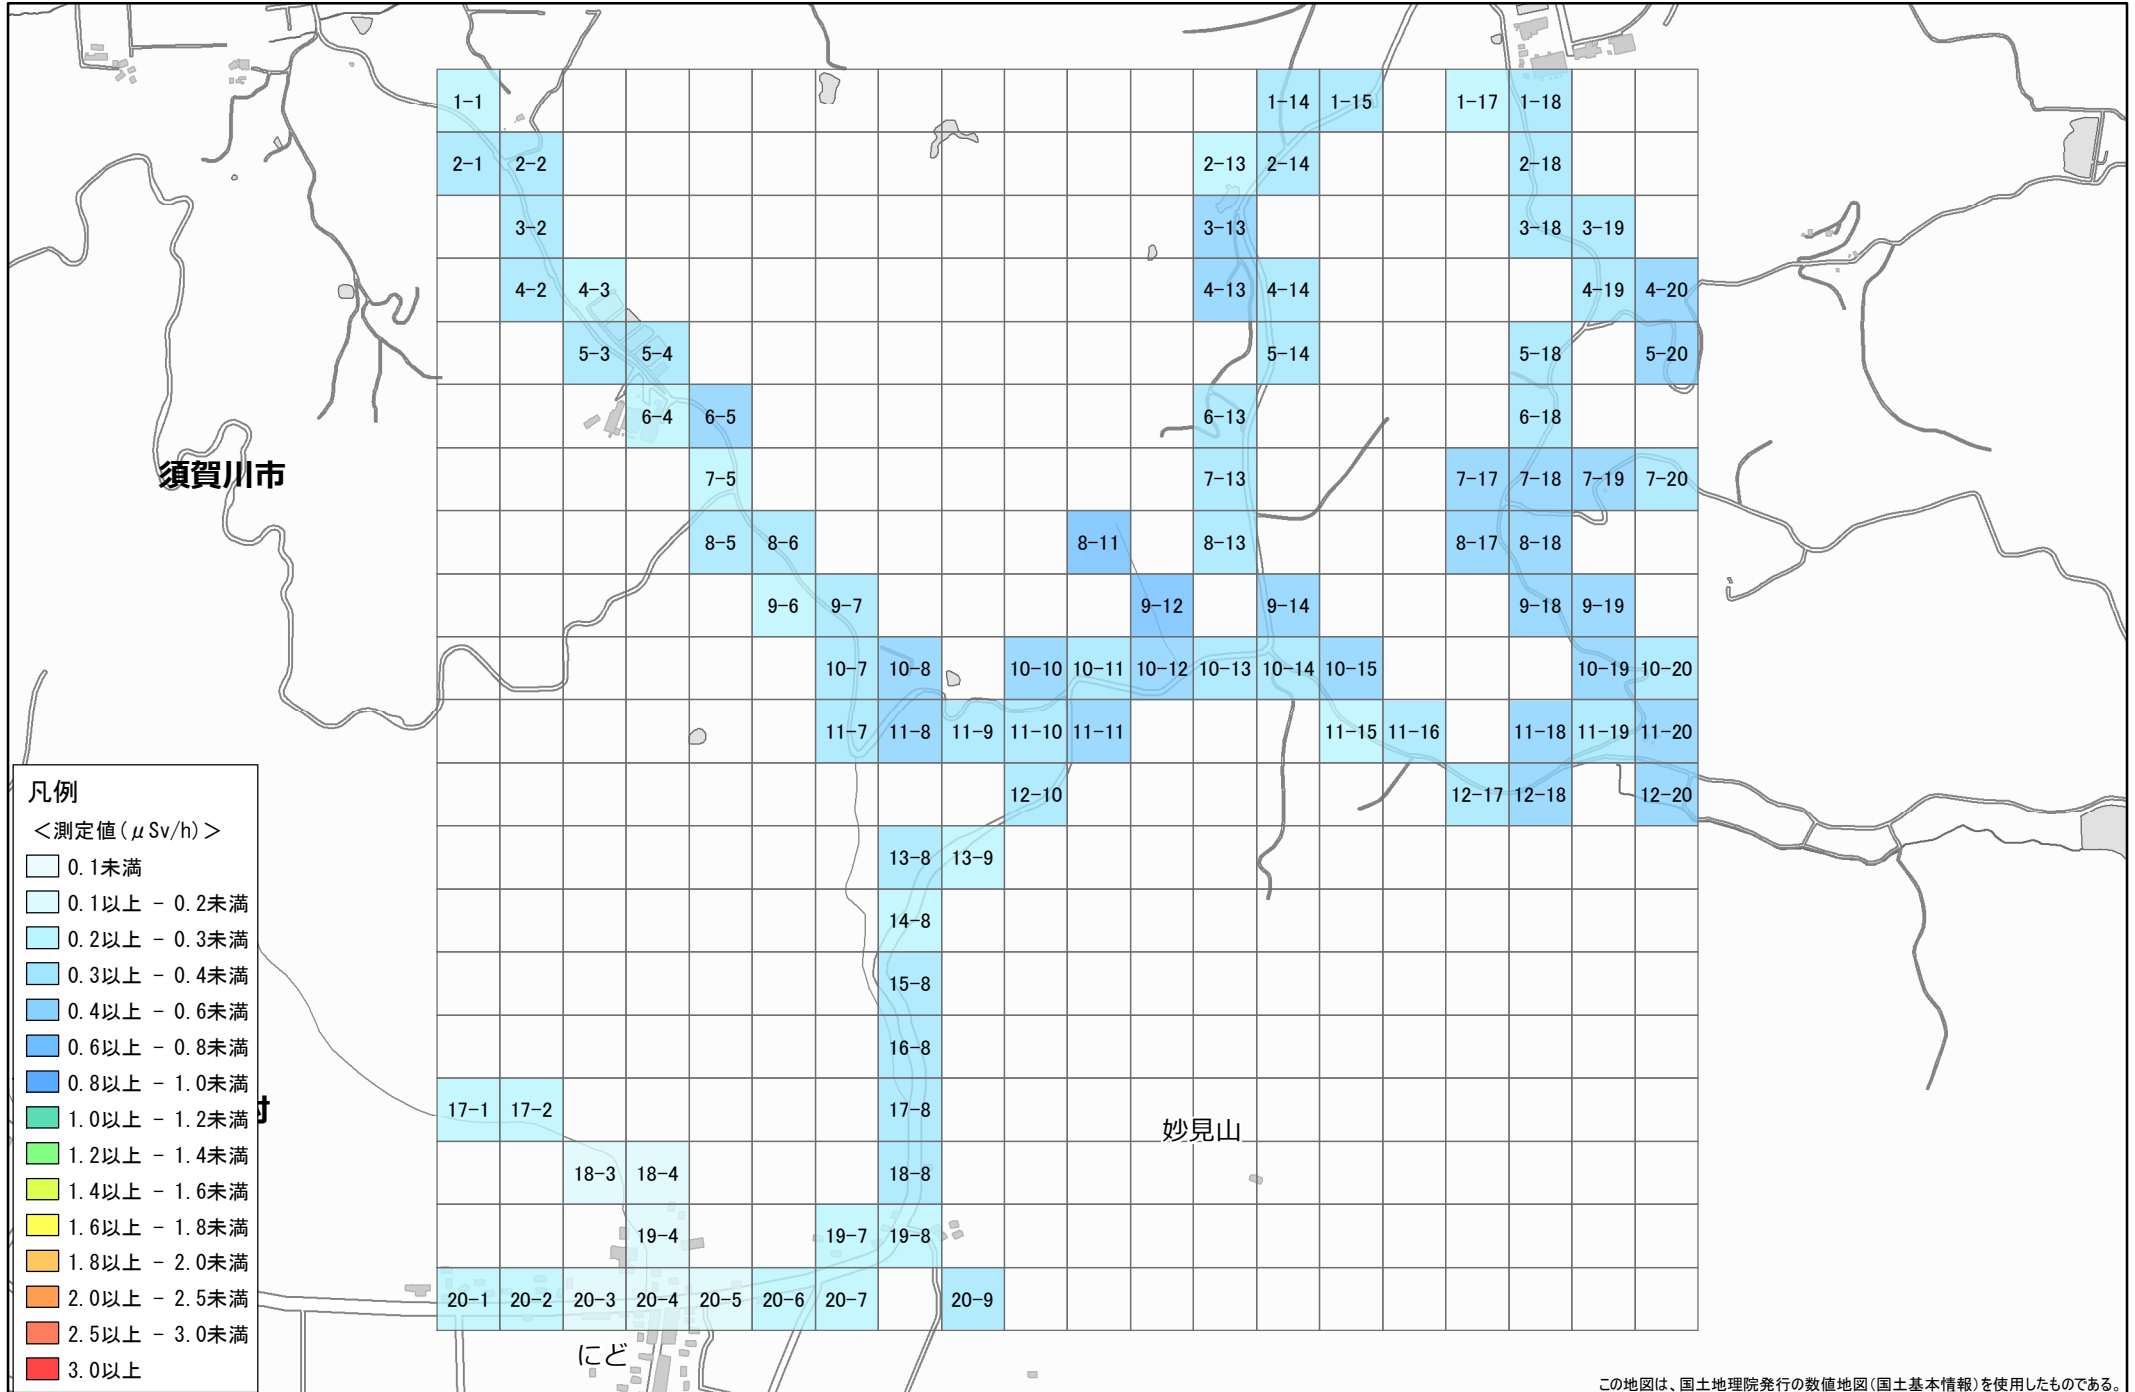 1-1 1-14 1-15 1-17 1-18
2-1 2-2 2-13 2-14 2-18
3-2 3-13 3-18 3-19
4-2 4-3 4-13 4-14 4-19 4-20
5-3 5-4 5-14 5-18 5-20
6-4 6-5 6-13 6-18
須賀川市
7-5 7-13 7-17 7-18 7-19 7-20
8-5 8-6 8-11 8-13 8-17 8-18
9-6 9-7 9-12 9-14 9-18 9-19
10-7 10-8 10-10 10-11 10-12 10-13 10-14 10-15 10-19 10-20
11-7 11-8 11-9 11-10 11-11 11-15 11-16 11-18 11-19 11-20
12-10 12-17 12-18 12-20
13-8 13-9
14-8
15-8
16-8
17-1 17-2 17-8
妙見山
18-3 18-4 18-8
19-4 19-7 19-8
20-1 20-2 20-3 20-4 20-5 20-6 20-7 20-9
にど
凡例
＜測定値(μSv/h)＞
0.1未満
0.1以上 － 0.2未満
0.2以上 － 0.3未満
0.3以上 － 0.4未満
0.4以上 － 0.6未満
0.6以上 － 0.8未満
0.8以上 － 1.0未満
1.0以上 － 1.2未満
1.2以上 － 1.4未満
1.4以上 － 1.6未満
1.6以上 － 1.8未満
1.8以上 － 2.0未満
2.0以上 － 2.5未満
2.5以上 － 3.0未満
3.0以上
この地図は、国土地理院発行の数値地図(国土基本情報)を使用したものである。